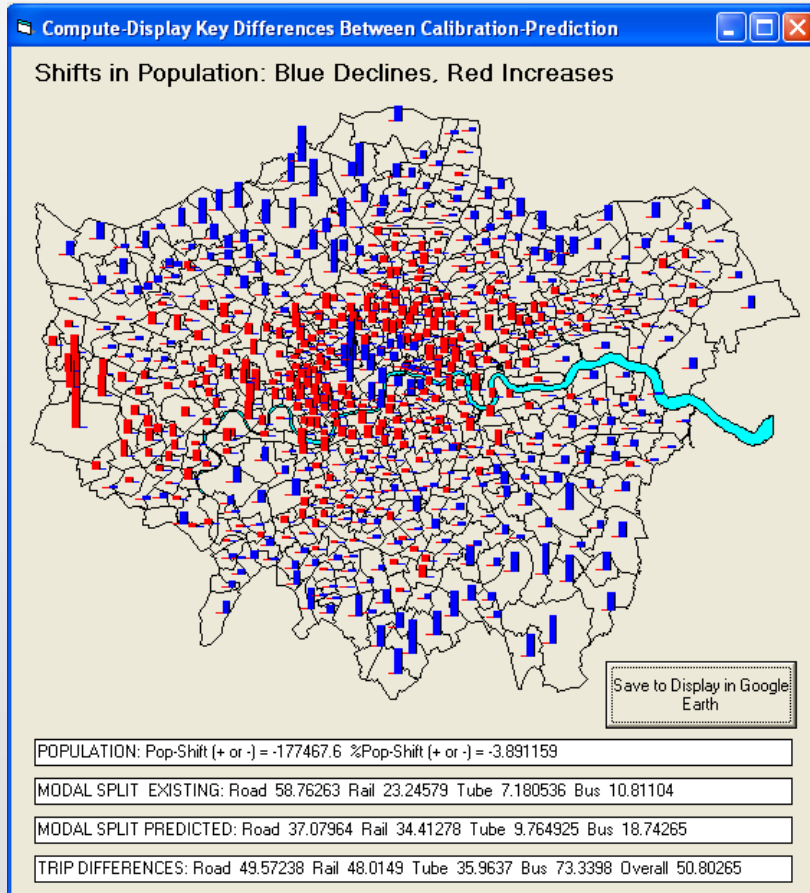 Compute-Display Key Differences Between Calibration-Prediction
Shifts in Population: Blue Declines, Red Increases
Save to Display in Google
Earth
POPULATION: Pop-Shift (+ or -) = -177467.6 %Pop-Shift (+ or -) = -3.891159
MODAL SPLIT EXISTING: Road 58.76263 Rail 23.24579 Tube 7.180536 Bus 10.81104
MODAL SPLIT PREDICTED: Road 37.07964 Rail 34.41278 Tube 9.764925 Bus 18.74265
TRIP DIFFERENCES: Road 49.57238 Rail 48.0149 Tube 35.9637 Bus 73.3398 Overall 50.80265